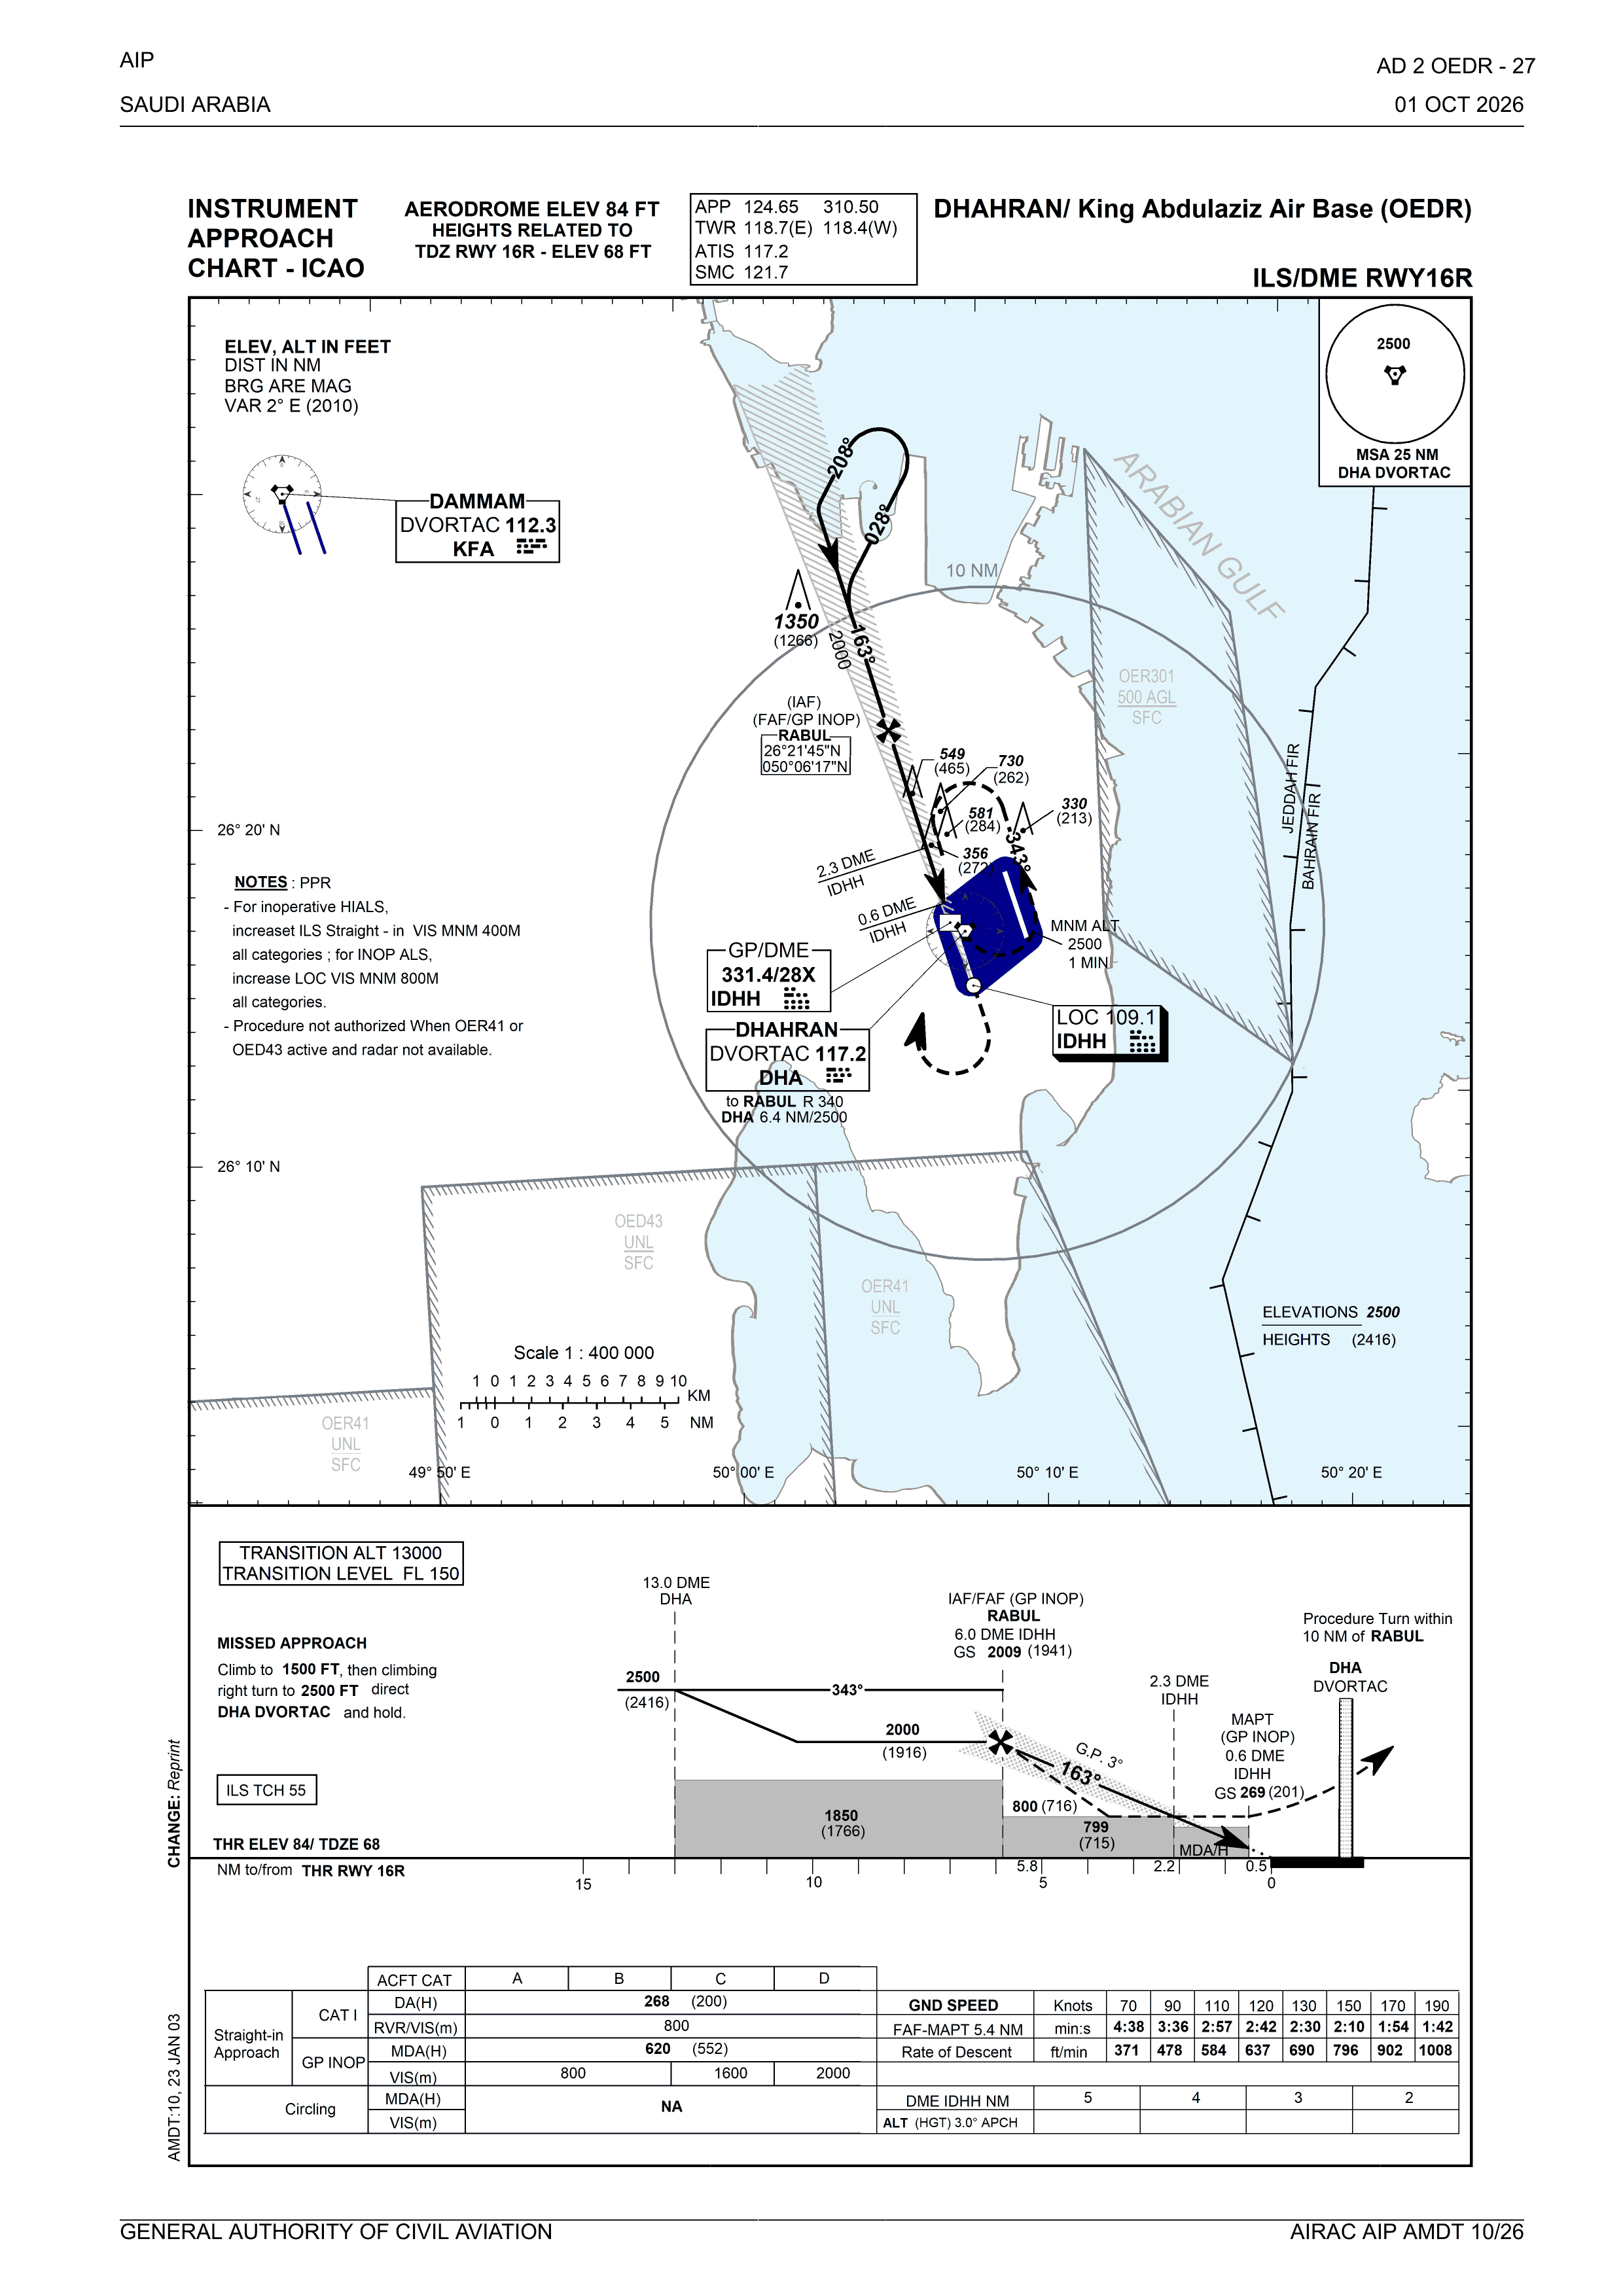 AIP
AD 2 OEDR - 27
SAUDI ARABIA
01 OCT 2026
INSTRUMENT
APPROACH
CHART - ICAO
AERODROME ELEV 84 FT
HEIGHTS RELATED TO
TDZ RWY 16R - ELEV 68 FT
APP 124.65 310.50
TWR 118.7(E) 118.4(W)
ATIS 117.2
SMC 121.7
DHAHRAN/ King Abdulaziz Air Base (OEDR)
ILS/DME RWY16R
ELEV, ALT IN FEET
DIST IN NM
BRG ARE MAG
VAR 2° E (2010)
2500
MSA 25 NM
DHA DVORTAC
DAMMAM
DVORTAC 112.3
KFA
208°
028°
ARABIAN GULF
10 NM
1350
(1266)
2000
163°
OER301
500 AGL
SFC
(IAF)
(FAF/GP INOP)
RABUL
26°21'45"N
050°06'17"N
549
(465)
730
(262)
581
(284)
330
(213)
356
(272)
343°
JEDDAH FIR
BAHRAIN FIR
26° 20' N
2.3 DME
IDHH
0.6 DME
IDHH
NOTES : PPR
- For inoperative HIALS,
increaset ILS Straight - in VIS MNM 400M
all categories ; for INOP ALS,
increase LOC VIS MNM 800M
all categories.
- Procedure not authorized When OER41 or
OED43 active and radar not available.
MNM ALT
2500
1 MIN
GP/DME
331.4/28X
IDHH
LOC 109.1
IDHH
DHAHRAN
DVORTAC 117.2
DHA
to RABUL R 340
DHA 6.4 NM/2500
26° 10' N
OED43
UNL
SFC
OER41
UNL
SFC
ELEVATIONS 2500
HEIGHTS (2416)
Scale 1 : 400 000
1 0 1 2 3 4 5 6 7 8 9 10
KM
1 0 1 2 3 4 5 NM
OER41
UNL
SFC
49° 50' E
50° 00' E
50° 10' E
50° 20' E
TRANSITION ALT 13000
TRANSITION LEVEL FL 150
13.0 DME
DHA
IAF/FAF (GP INOP)
RABUL
6.0 DME IDHH
GS 2009 (1941)
Procedure Turn within
10 NM of RABUL
MISSED APPROACH
Climb to 1500 FT, then climbing
right turn to 2500 FT direct
DHA DVORTAC and hold.
2500
(2416)
343°
2000
(1916)
2.3 DME
IDHH
DHA
DVORTAC
MAPT
(GP INOP)
0.6 DME
IDHH
GS 269 (201)
G.P. 3°
163°
ILS TCH 55
1850
(1766)
800 (716)
799
(715)
MDA/H
THR ELEV 84/ TDZE 68
NM to/from THR RWY 16R
5.8
2.2
0.5
15
10
5
0
CHANGE: Reprint
AMDT:10, 23 JAN 03
ACFT CAT A B C D
Straight-in
Approach
CAT I
DA(H) 268 (200)
RVR/VIS(m) 800
GP INOP
MDA(H) 620 (552)
VIS(m) 800 1600 2000
Circling
MDA(H)
VIS(m)
NA
GND SPEED Knots 70 90 110 120 130 150 170 190
FAF-MAPT 5.4 NM min:s 4:38 3:36 2:57 2:42 2:30 2:10 1:54 1:42
Rate of Descent ft/min 371 478 584 637 690 796 902 1008
DME IDHH NM 5 4 3 2
ALT (HGT) 3.0° APCH
GENERAL AUTHORITY OF CIVIL AVIATION
AIRAC AIP AMDT 10/26